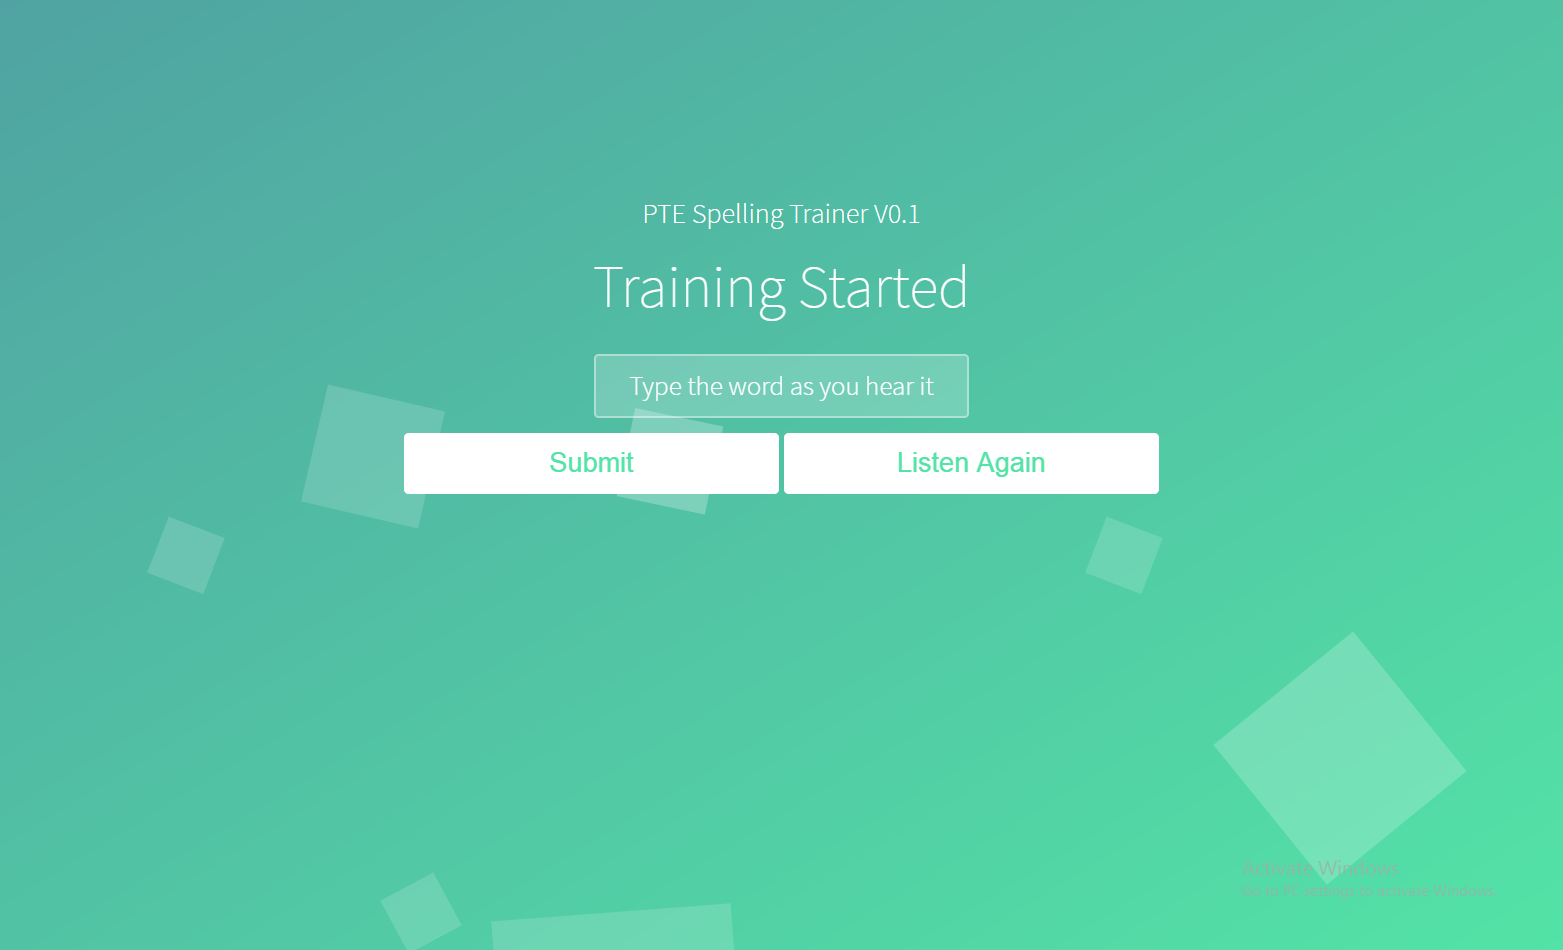 PTE Spelling Trainer V0.1
Training Started
Type the word as you hear it
Submit
Listen Again
Activate Windows
Go to PC settings to activate Windows.